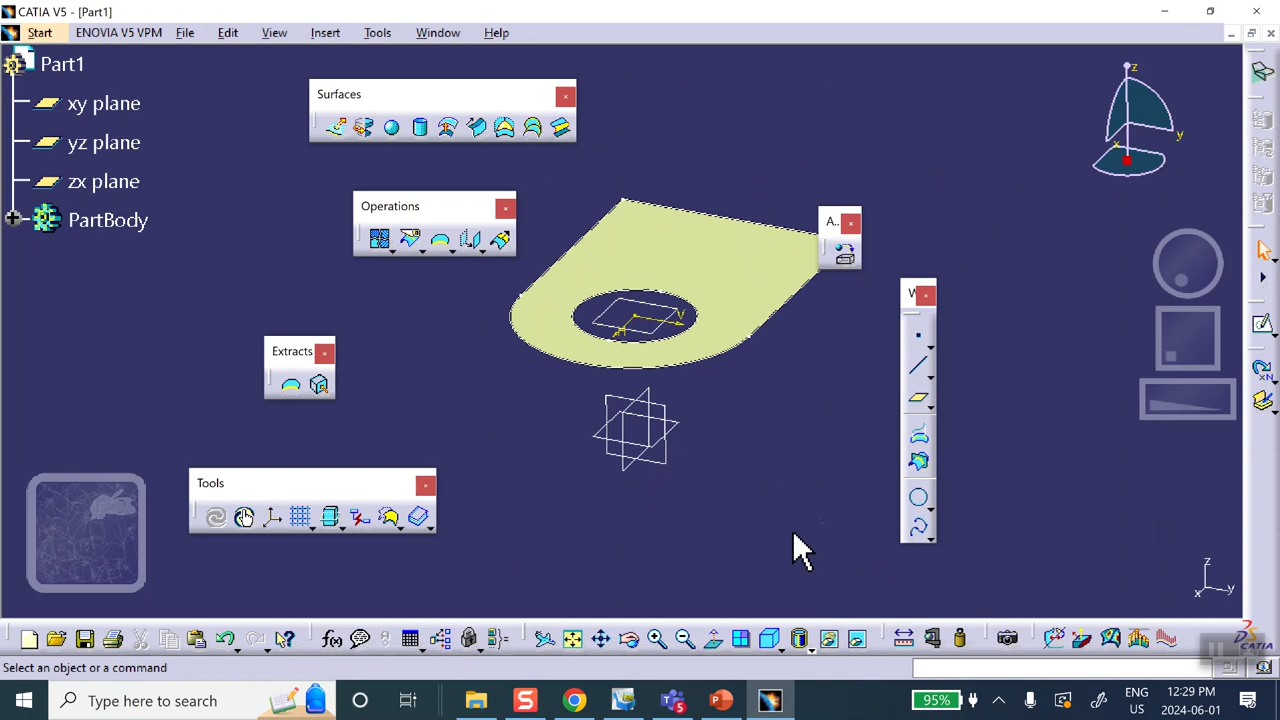 CATIA V5 - [Part1]
Start ENOVIA V5 VPM File Edit View Insert Tools Window Help
Part1
xy plane
yz plane
zx plane
PartBody
Surfaces
Operations
A..
Extracts
Tools
z
y
x
y
z
y
x
f(x)
xN
CATIA
Select an object or a command
Type here to search
95%
ENG
US
12:29 PM
2024-06-01